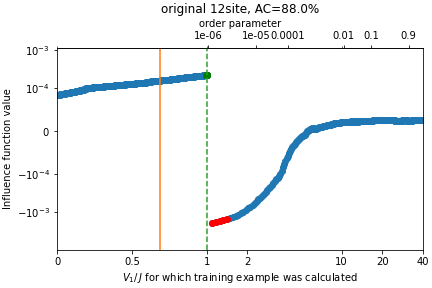 original 12site, AC=88.0%
order parameter
1e-06 1e-05 0.0001 0.01 0.1 0.9
10⁻³
10⁻⁴
0
−10⁻⁴
−10⁻³
Influence function value
0 0.5 1 2 10 20 40
V₁/J for which training example was calculated